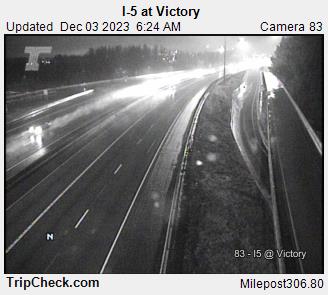 I-5 at Victory
Updated Dec 03 2023 6:24 AM Camera 83
T
N
83 - I5 @ Victory
TripCheck.com Milepost306.80